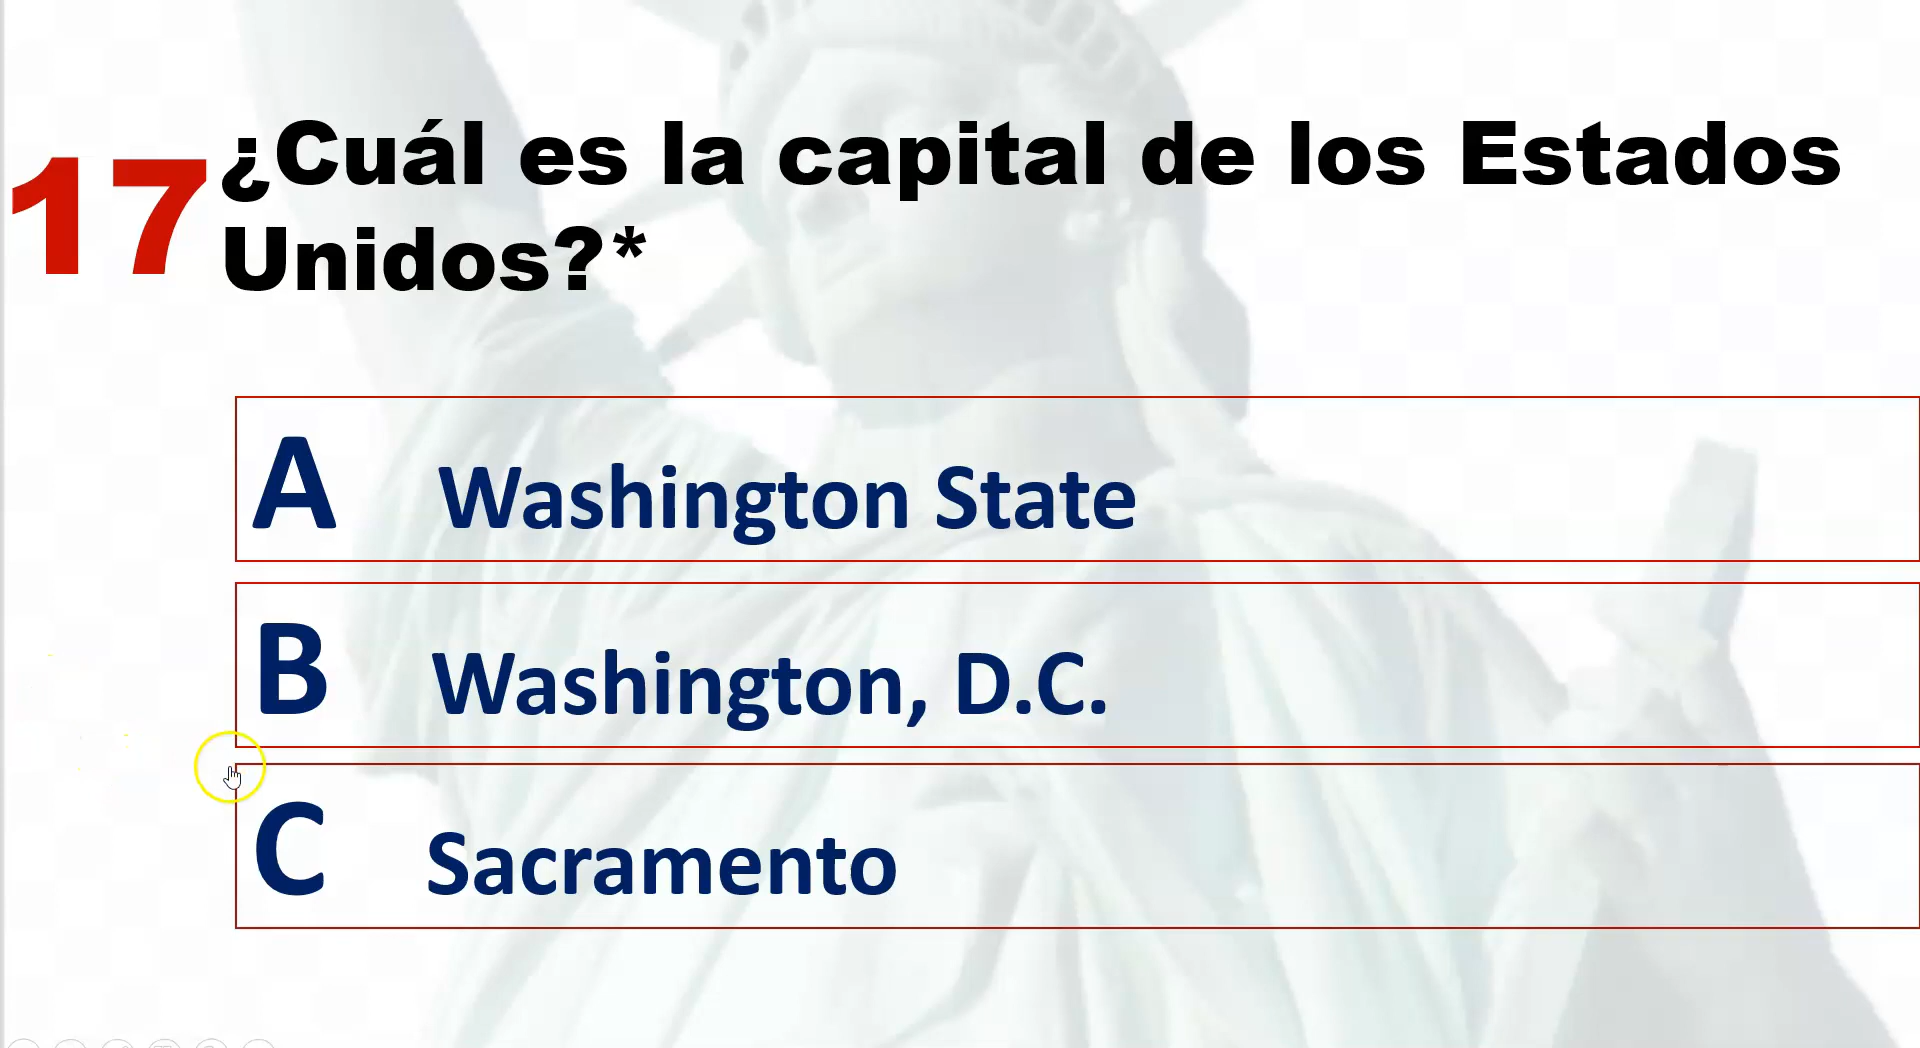 17 ¿Cuál es la capital de los Estados
Unidos?*
A Washington State
B Washington, D.C.
C Sacramento